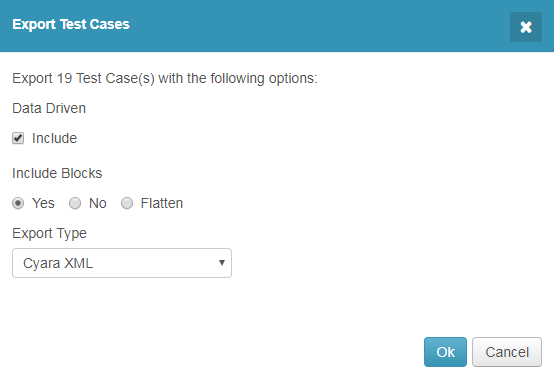 Export Test Cases
Export 19 Test Case(s) with the following options:
Data Driven
Include
Include Blocks
Yes No Flatten
Export Type
Cyara XML
Ok Cancel